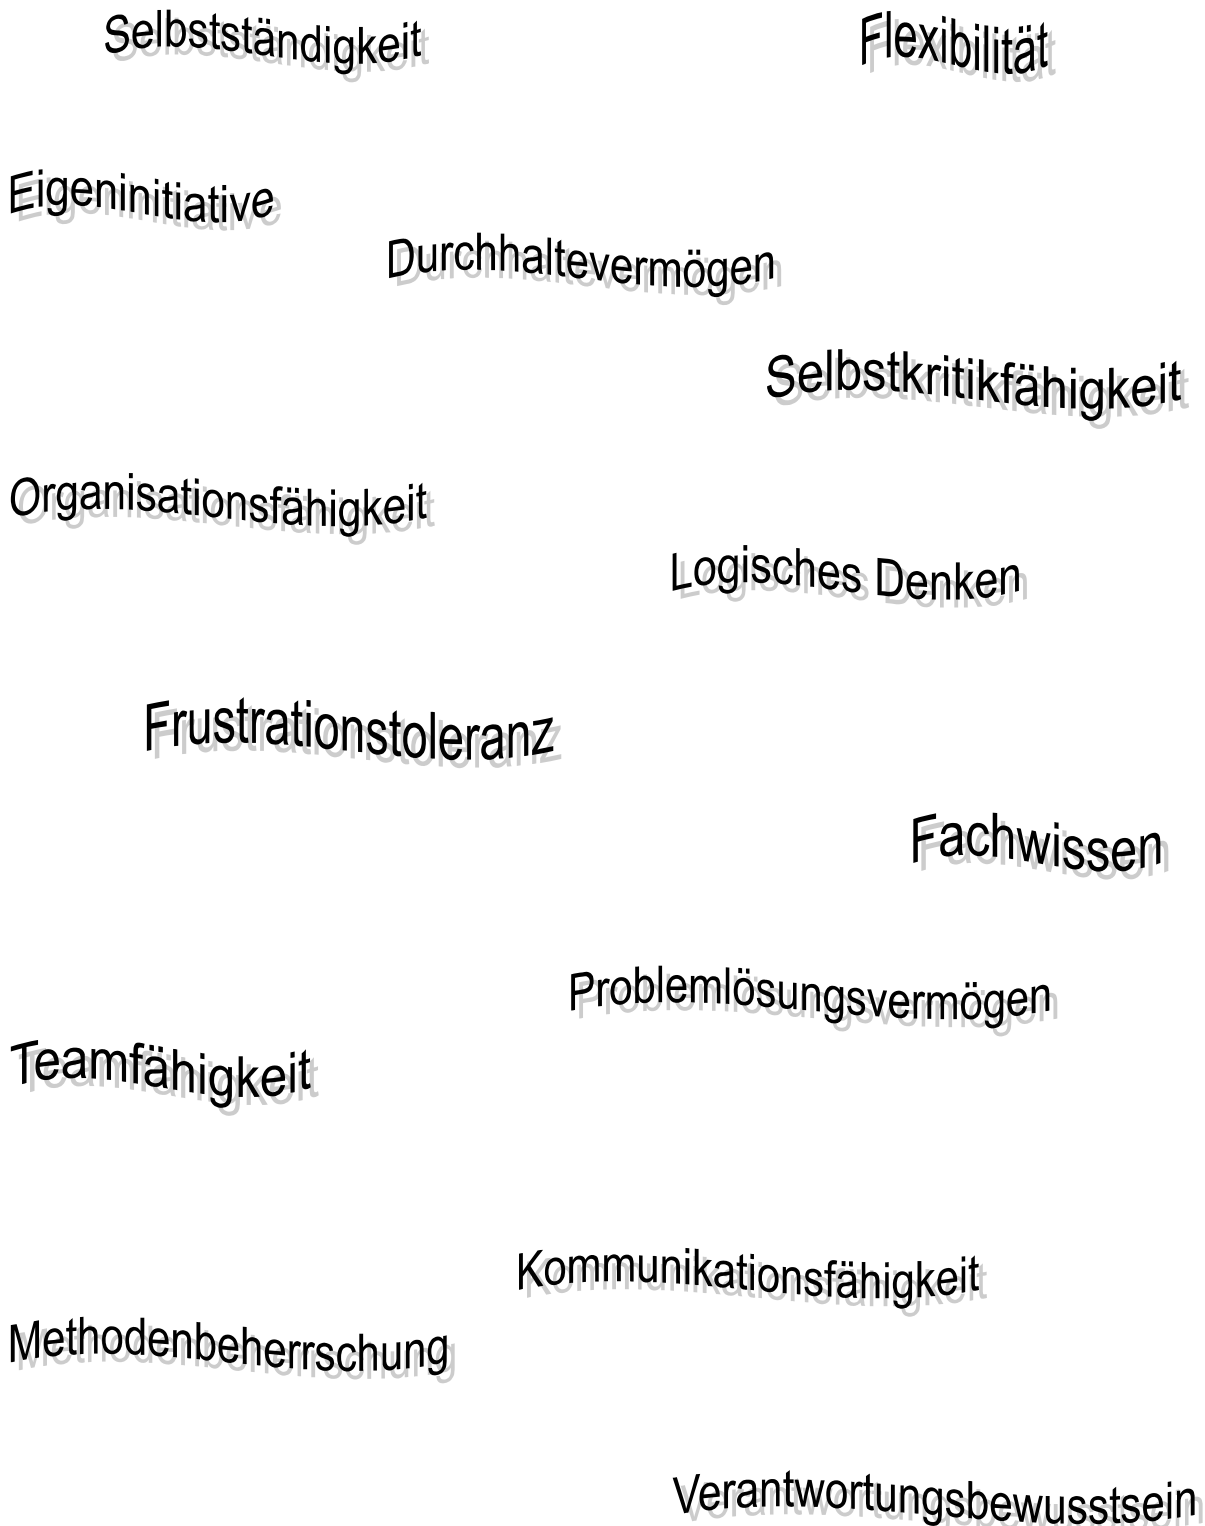 Selbstständigkeit
Flexibilität
Eigeninitiative
Durchhaltevermögen
Selbstkritikfähigkeit
Organisationsfähigkeit
Logisches Denken
Frustrationstoleranz
Fachwissen
Problemlösungsvermögen
Teamfähigkeit
Kommunikationsfähigkeit
Methodenbeherrschung
Verantwortungsbewusstsein